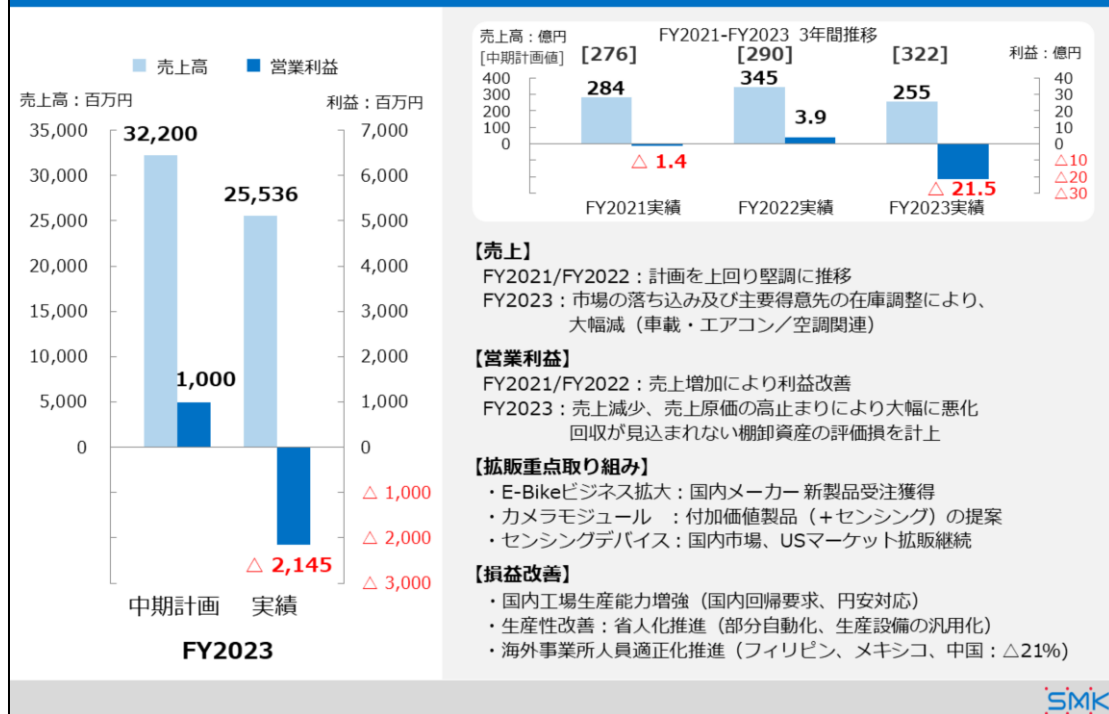 売上高 営業利益
売上高：百万円 利益：百万円
35,000 7,000
30,000 6,000
25,000 5,000
20,000 4,000
15,000 3,000
10,000 2,000
5,000 1,000
0 0
△ 1,000
△ 2,000
△ 3,000
32,200
1,000
25,536
△ 2,145
中期計画 実績
FY2023
FY2021-FY2023 3年間推移
売上高：億円
[中期計画値] [276] [290] [322]
利益：億円
400 40
300 30
200 20
100 10
0 0
△10
△20
△30
284 345 255
△ 1.4 3.9 △ 21.5
FY2021実績 FY2022実績 FY2023実績
【売上】
FY2021/FY2022：計画を上回り堅調に推移
FY2023：市場の落ち込み及び主要得意先の在庫調整により、
大幅減（車載・エアコン／空調関連）
【営業利益】
FY2021/FY2022：売上増加により利益改善
FY2023：売上減少、売上原価の高止まりにより大幅に悪化
回収が見込まれない棚卸資産の評価損を計上
【拡販重点取り組み】
・E-Bikeビジネス拡大：国内メーカー 新製品受注獲得
・カメラモジュール ：付加価値製品（＋センシング）の提案
・センシングデバイス：国内市場、USマーケット拡販継続
【損益改善】
・国内工場生産能力増強（国内回帰要求、円安対応）
・生産性改善：省人化推進（部分自動化、生産設備の汎用化）
・海外事業所人員適正化推進（フィリピン、メキシコ、中国：△21%）
SMK